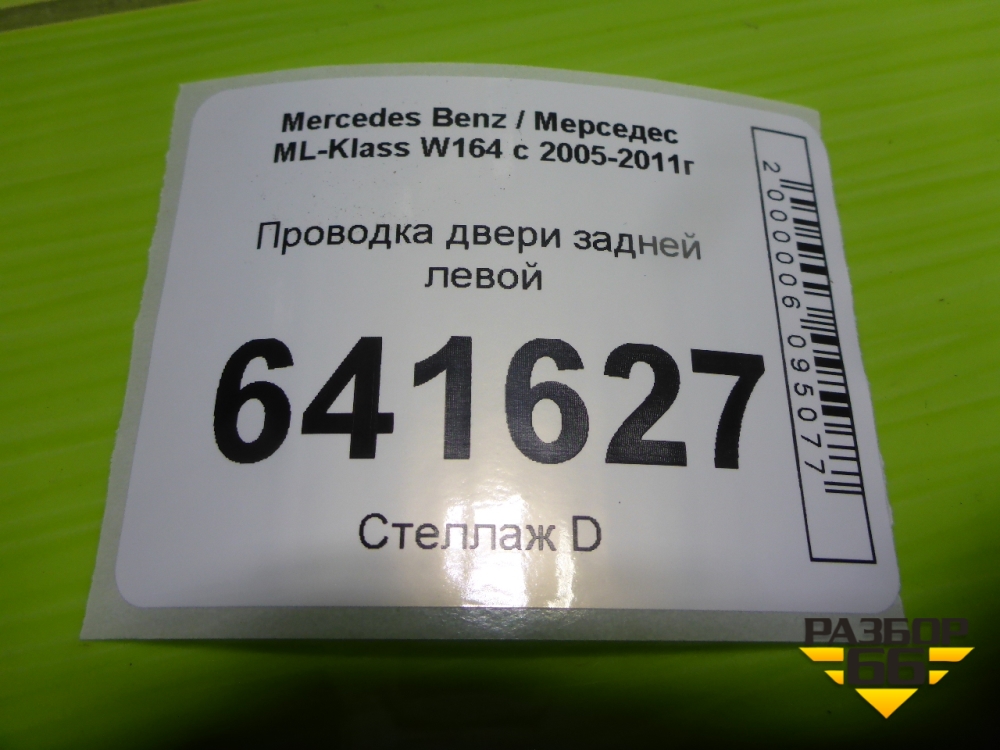 Mercedes Benz / Мерседес
ML-Klass W164 с 2005-2011г
Проводка двери задней
левой
641627
Стеллаж D
2000006095077
РАЗБОР
66